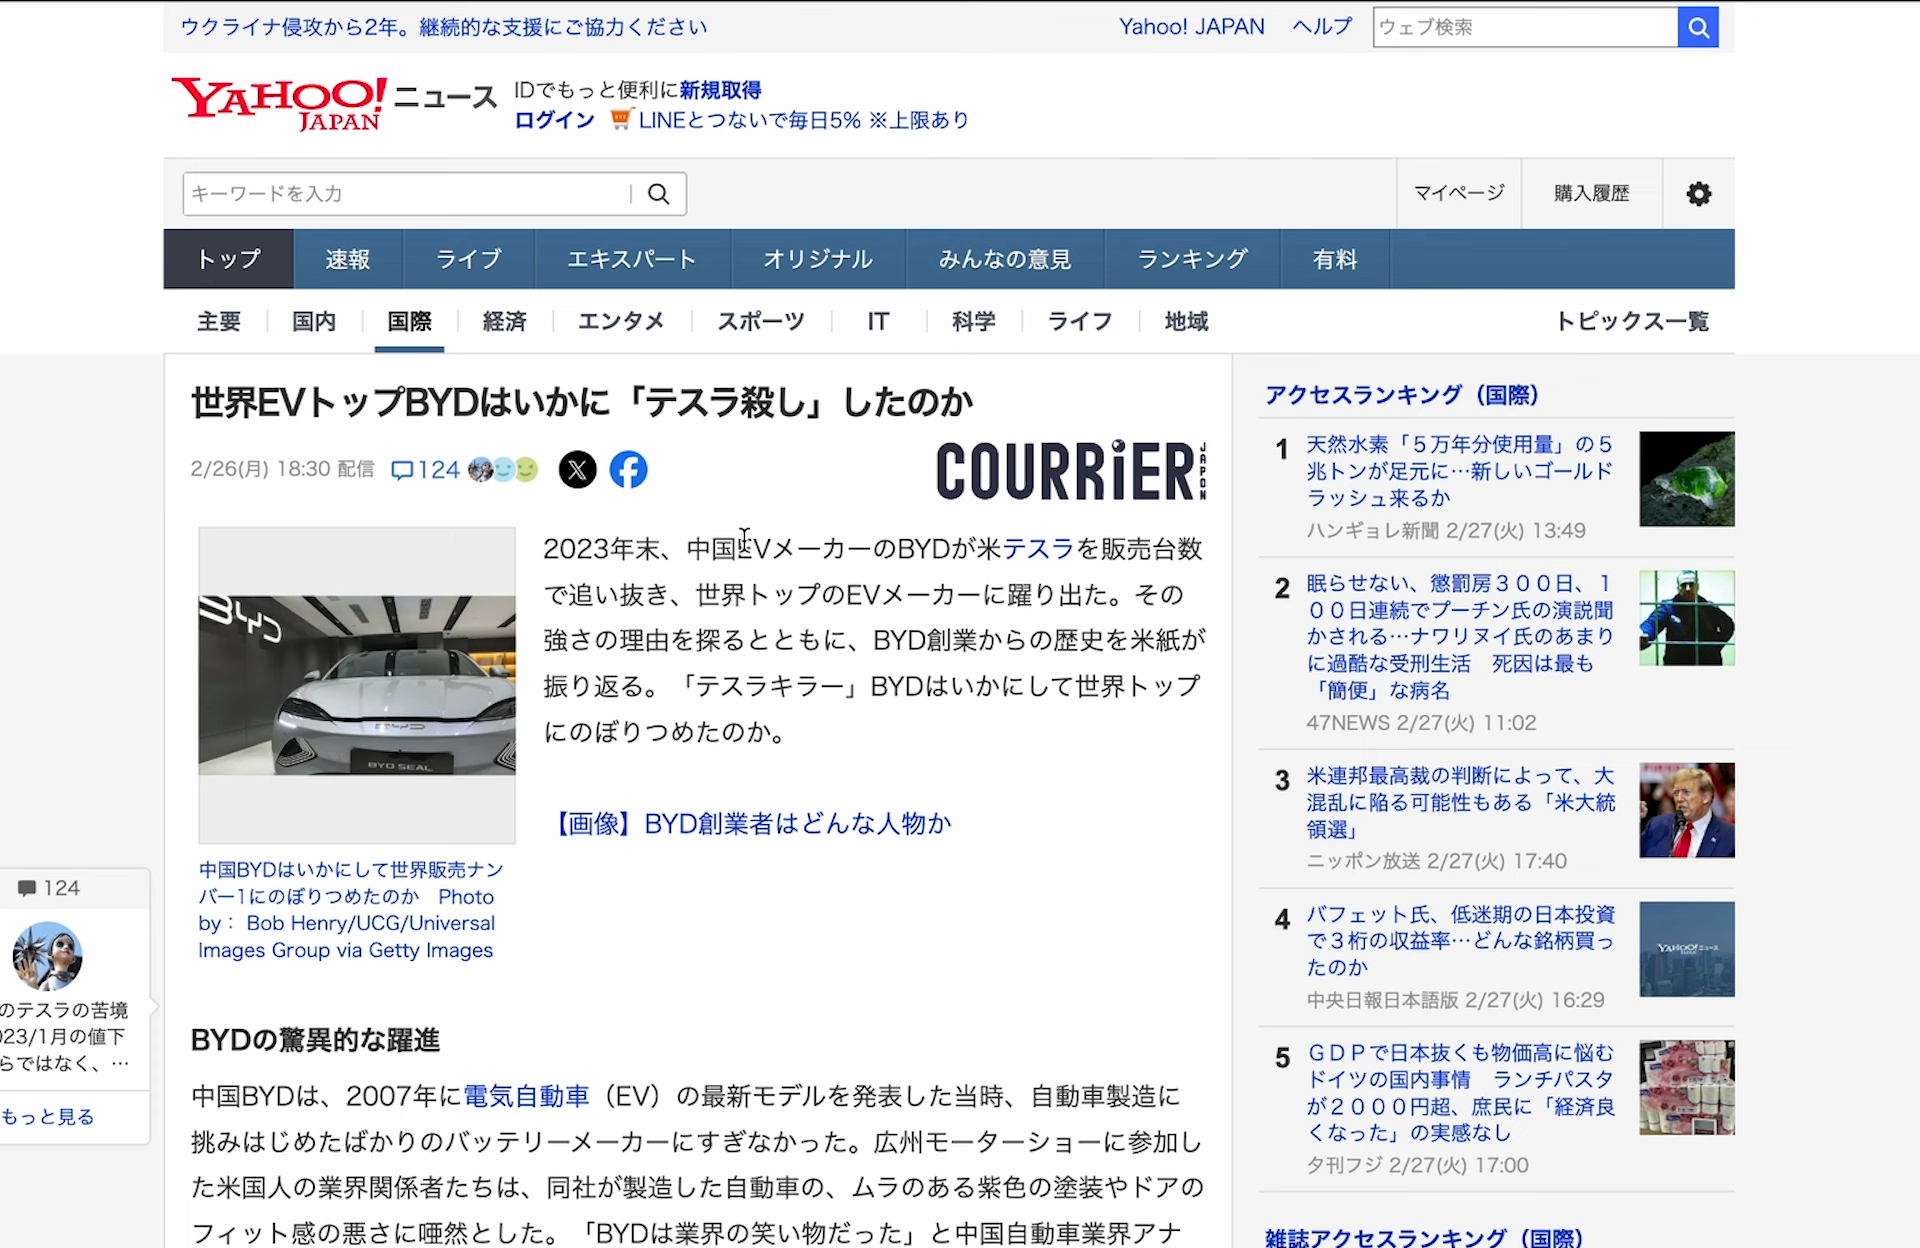 ウクライナ侵攻から2年。継続的な支援にご協力ください
Yahoo! JAPAN ヘルプ ウェブ検索
YAHOO! JAPAN ニュース
IDでもっと便利に新規取得
ログイン LINEとつないで毎日5% ※上限あり
キーワードを入力
マイページ 購入履歴
トップ 速報 ライブ エキスパート オリジナル みんなの意見 ランキング 有料
主要 国内 国際 経済 エンタメ スポーツ IT 科学 ライフ 地域 トピックス一覧
世界EVトップBYDはいかに「テスラ殺し」したのか
2/26(月) 18:30 配信 124
COURRiER JAPON
2023年末、中国EVメーカーのBYDが米テスラを販売台数
で追い抜き、世界トップのEVメーカーに躍り出た。その
強さの理由を探るとともに、BYD創業からの歴史を米紙が
振り返る。「テスラキラー」BYDはいかにして世界トップ
にのぼりつめたのか。
【画像】BYD創業者はどんな人物か
BYD
BYD
BYD SEAL
中国BYDはいかにして世界販売ナン
バー1にのぼりつめたのか Photo
by： Bob Henry/UCG/Universal
Images Group via Getty Images
BYDの驚異的な躍進
中国BYDは、2007年に電気自動車（EV）の最新モデルを発表した当時、自動車製造に
挑みはじめたばかりのバッテリーメーカーにすぎなかった。広州モーターショーに参加し
た米国人の業界関係者たちは、同社が製造した自動車の、ムラのある紫色の塗装やドアの
フィット感の悪さに唖然とした。「BYDは業界の笑い物だった」と中国自動車業界アナ
124
のテスラの苦境
023/1月の値下
らではなく、…
もっと見る
アクセスランキング（国際）
1 天然水素「５万年分使用量」の５
兆トンが足元に…新しいゴールド
ラッシュ来るか
ハンギョレ新聞 2/27(火) 13:49
2 眠らせない、懲罰房３００日、１
００日連続でプーチン氏の演説聞
かされる…ナワリヌイ氏のあまり
に過酷な受刑生活 死因は最も
「簡便」な病名
47NEWS 2/27(火) 11:02
3 米連邦最高裁の判断によって、大
混乱に陥る可能性もある「米大統
領選」
ニッポン放送 2/27(火) 17:40
4 バフェット氏、低迷期の日本投資
で３桁の収益率…どんな銘柄買っ
たのか
中央日報日本語版 2/27(火) 16:29
YAHOO! ニュース
JAPAN
5 ＧＤＰで日本抜くも物価高に悩む
ドイツの国内事情 ランチパスタ
が２０００円超、庶民に「経済良
くなった」の実感なし
夕刊フジ 2/27(火) 17:00
雑誌アクセスランキング（国際）